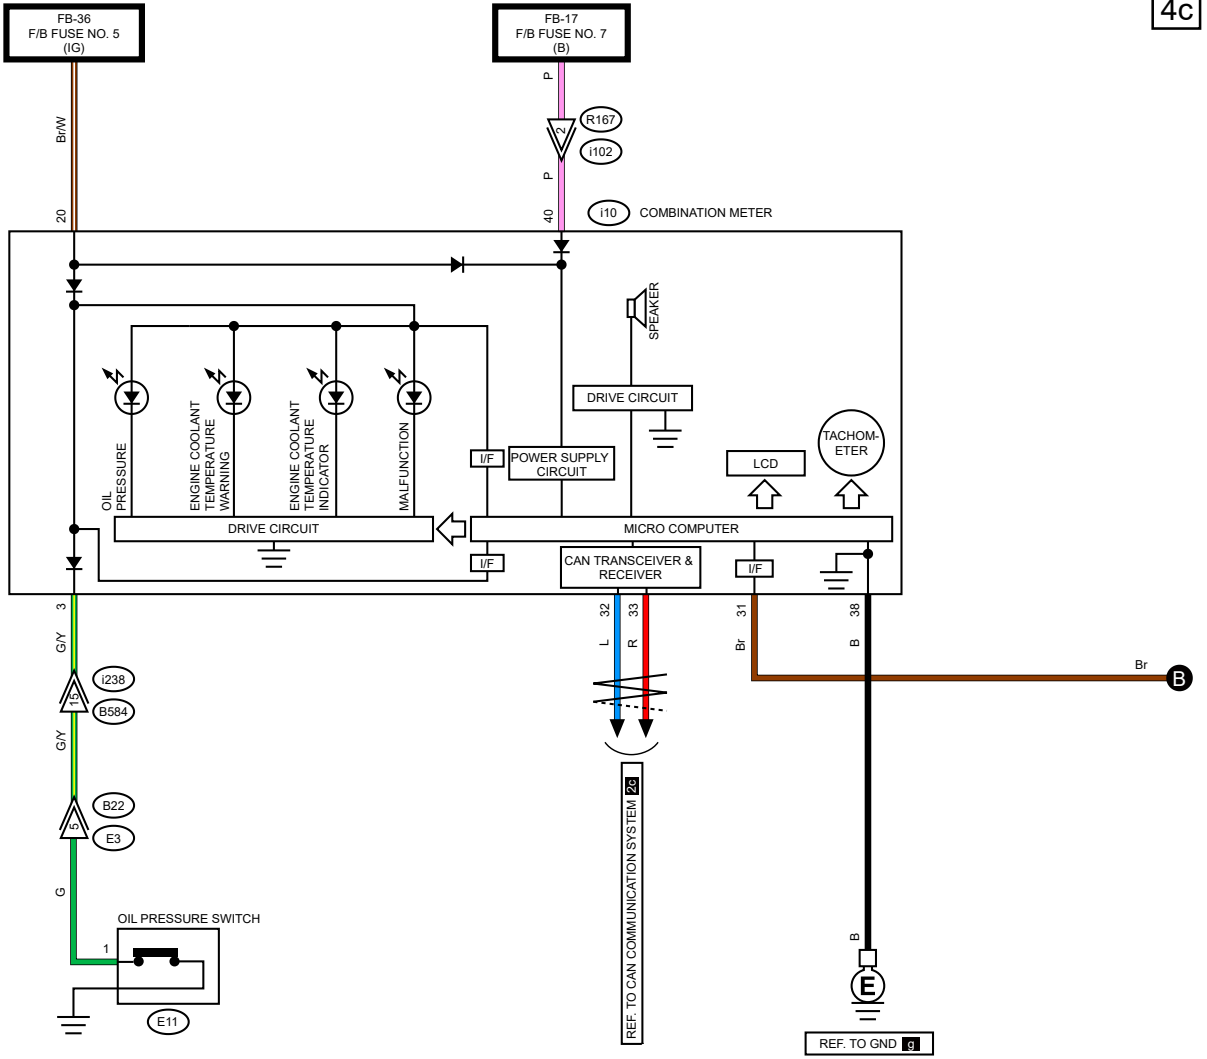 FB-36
F/B FUSE NO. 5
(IG)
FB-17
F/B FUSE NO. 7
(B)
4c
Br/W
P
2
R167
i102
P
20
40
i10
COMBINATION METER
SPEAKER
DRIVE CIRCUIT
TACHOM-
ETER
OIL
PRESSURE
ENGINE COOLANT
TEMPERATURE
WARNING
ENGINE COOLANT
TEMPERATURE
INDICATOR
MALFUNCTION
I/F
POWER SUPPLY
CIRCUIT
LCD
DRIVE CIRCUIT
MICRO COMPUTER
I/F
CAN TRANSCEIVER &
RECEIVER
I/F
3
32
33
31
38
G/Y
L
R
Br
B
Br
B
i238
15
B584
G/Y
B22
5
E3
G
OIL PRESSURE SWITCH
1
E11
REF. TO CAN COMMUNICATION SYSTEM 2c
B
E
REF. TO GND g